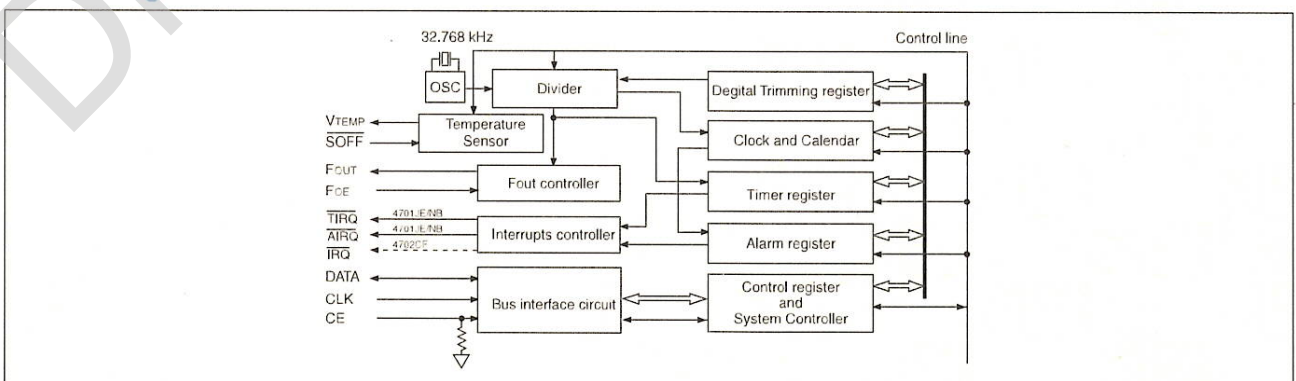 32.768 kHz
Control line
OSC
Divider
Degital Trimming register
VTEMP
SOFF
Temperature
Sensor
Clock and Calendar
FOUT
FOE
Fout controller
Timer register
TIRQ
4701JE/NB
AIRQ
4701JE/NB
IRQ
4702CE
Interrupts controller
Alarm register
DATA
CLK
CE
Bus interface circuit
Control register
and
System Controller